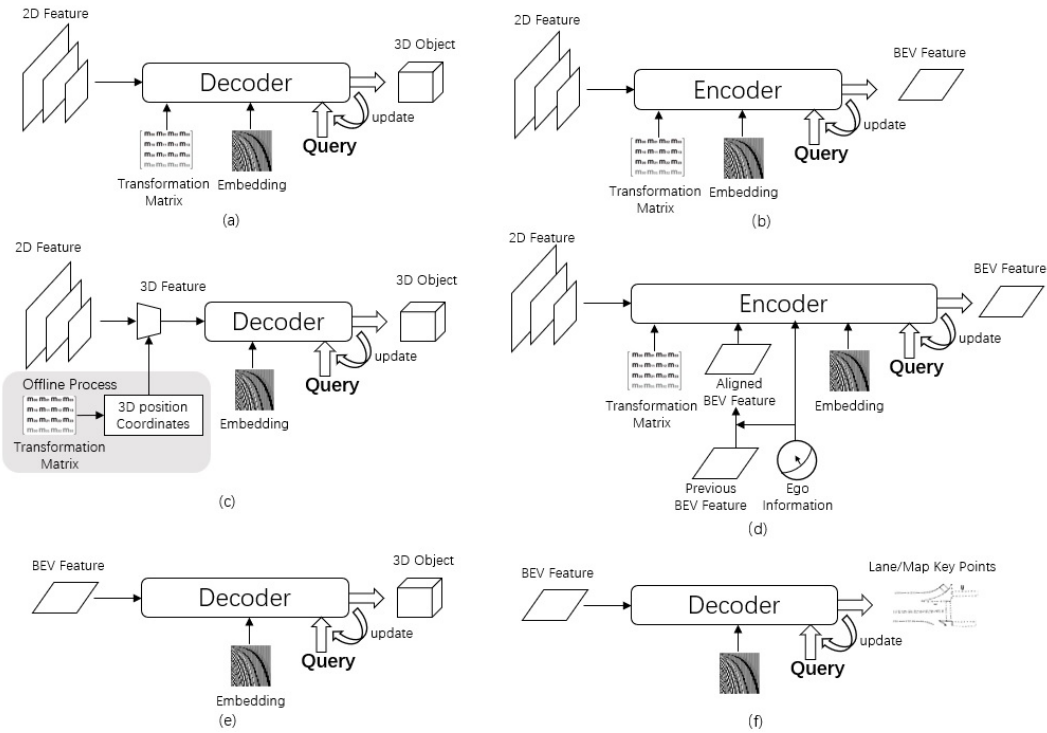 2D Feature
3D Object
Decoder
update
Query
Transformation
Matrix
Embedding
(a)
2D Feature
BEV Feature
Encoder
update
Query
Transformation
Matrix
Embedding
(b)
2D Feature
3D Feature
3D Object
Decoder
update
Query
Offline Process
3D position
Coordinates
Embedding
Transformation
Matrix
(c)
2D Feature
BEV Feature
Encoder
update
Query
Transformation
Matrix
Aligned
BEV Feature
Embedding
Previous
BEV Feature
Ego
Information
(d)
BEV Feature
3D Object
Decoder
update
Query
Embedding
(e)
BEV Feature
Lane/Map Key Points
Decoder
update
Query
(f)